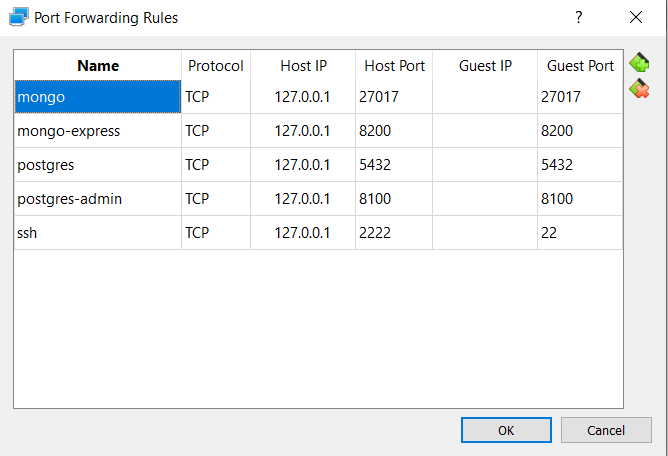 Port Forwarding Rules ?
Name Protocol Host IP Host Port Guest IP Guest Port
mongo TCP 127.0.0.1 27017 27017
mongo-express TCP 127.0.0.1 8200 8200
postgres TCP 127.0.0.1 5432 5432
postgres-admin TCP 127.0.0.1 8100 8100
ssh TCP 127.0.0.1 2222 22
OK Cancel